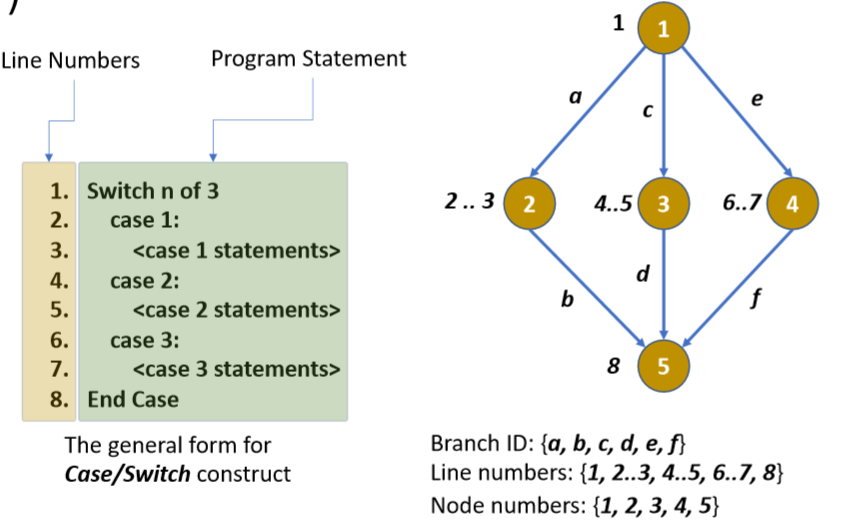 )
Line Numbers
Program Statement
1. Switch n of 3
2. case 1:
3. <case 1 statements>
4. case 2:
5. <case 2 statements>
6. case 3:
7. <case 3 statements>
8. End Case
The general form for
Case/Switch construct
1 1
a
c
e
2 .. 3 2
4..5 3
6..7 4
b
d
f
8 5
Branch ID: {a, b, c, d, e, f}
Line numbers: {1, 2..3, 4..5, 6..7, 8}
Node numbers: {1, 2, 3, 4, 5}